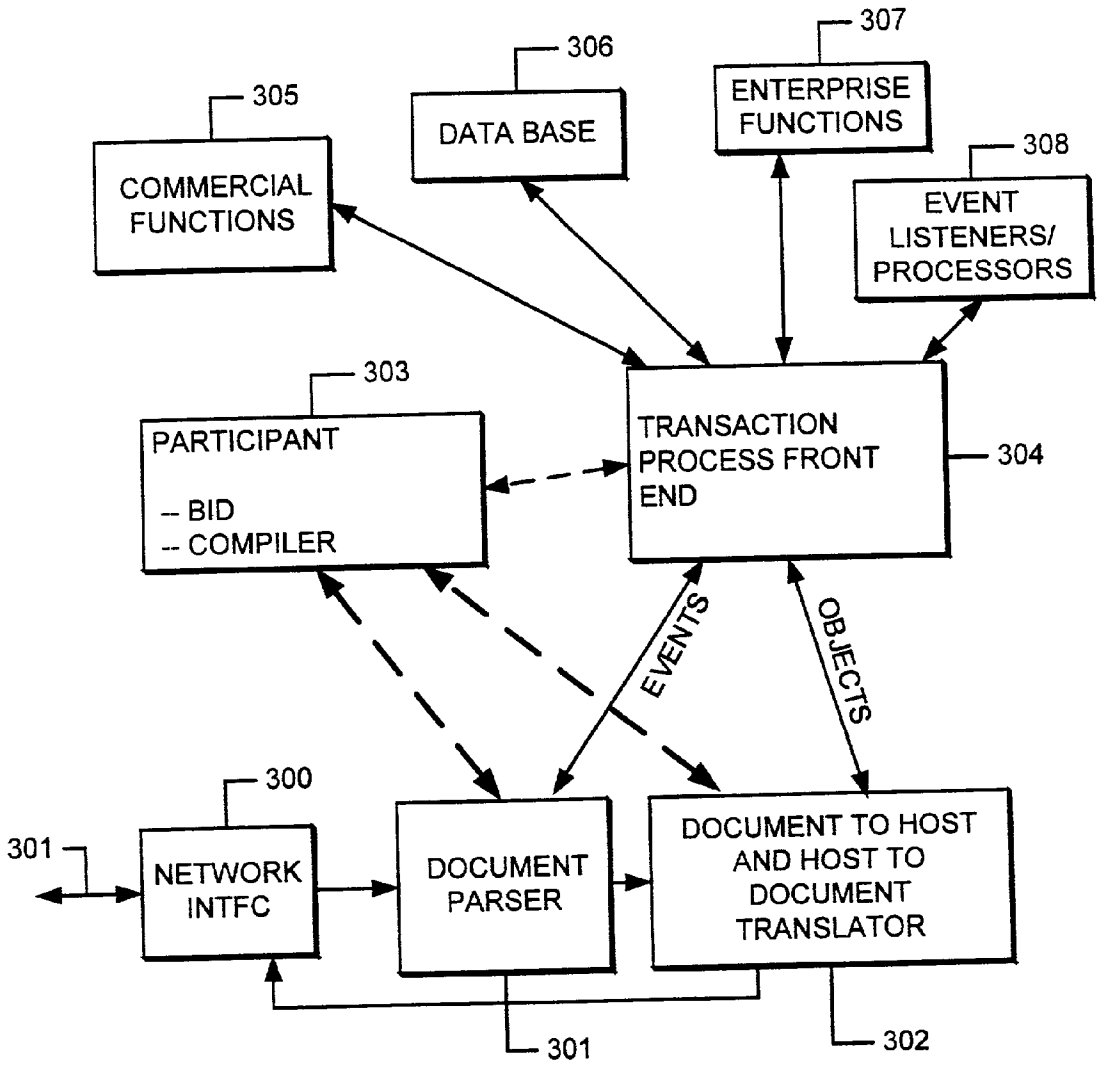 307
306
ENTERPRISE
FUNCTIONS
305
DATA BASE
308
COMMERCIAL
FUNCTIONS
EVENT
LISTENERS/
PROCESSORS
303
PARTICIPANT
-- BID
-- COMPILER
TRANSACTION
PROCESS FRONT
END
304
EVENTS
OBJECTS
300
301
NETWORK
INTFC
DOCUMENT
PARSER
DOCUMENT TO HOST
AND HOST TO
DOCUMENT
TRANSLATOR
301
302